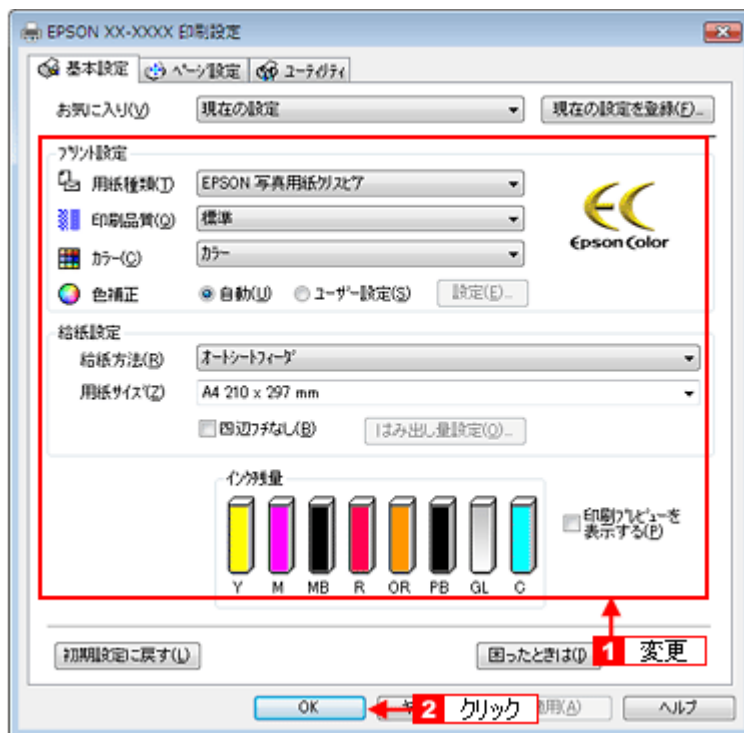 EPSON XX-XXXX 印刷設定
基本設定 ページ設定 ユーティリティ
お気に入り(V) 現在の設定 現在の設定を登録(F)...
プリント設定
用紙種類(T) EPSON 写真用紙クリスピア
印刷品質(Q) 標準
カラー(C) カラー
色補正 自動(U) ユーザー設定(S) 設定(E)...
Epson Color
給紙設定
給紙方法(R) オートシートフィーダ
用紙サイズ(Z) A4 210 x 297 mm
四辺フチなし(B) はみ出し量設定(O)...
インク残量
Y M MB R OR PB GL C
印刷プレビューを
表示する(P)
初期設定に戻す(L) 困ったときは(I)
1 変更
OK 2 クリック 用(A) ヘルプ